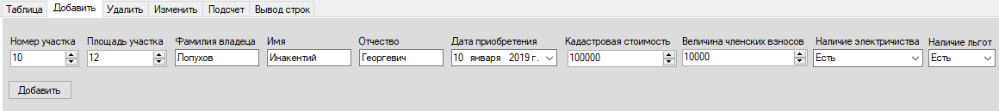 Таблица Добавить Удалить Изменить Подсчет Вывод строк
Номер участка Площадь участка Фамилия владеца Имя Отчество Дата приобретения Кадастровая стоимость Величина членских взносов Наличие электричиства Наличие льгот
10 12 Лопухов Инакентий Георгевич 10 января 2019 г. 100000 10000 Есть Есть
Добавить